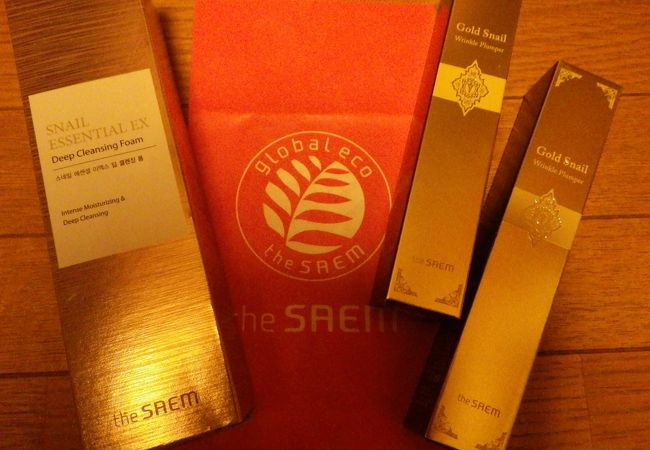 SNAIL
ESSENTIAL EX
Deep Cleansing Foam
스네일 에센셜 이엑스 딥 클렌징 폼
Intense Moisturizing &
Deep Cleansing
the SAEM
global eco
the SAEM
the SAEM
Gold Snail
Wrinkle Plumper
the SAEM
Gold Snail
Wrinkle Plumper
the SAEM